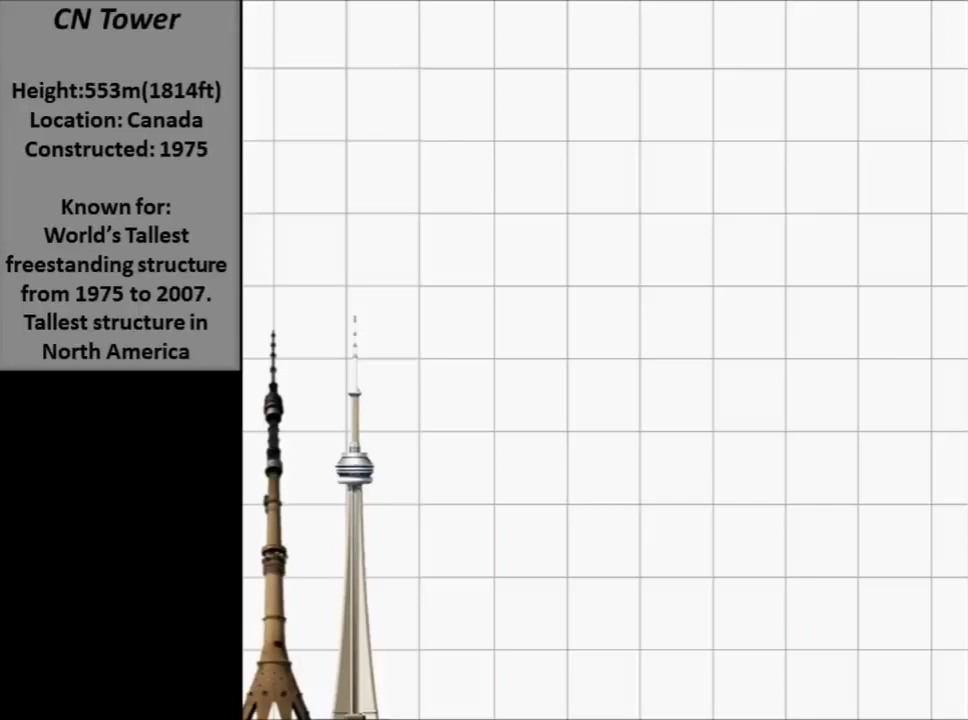 CN Tower
Height:553m(1814ft)
Location: Canada
Constructed: 1975
Known for:
World's Tallest
freestanding structure
from 1975 to 2007.
Tallest structure in
North America